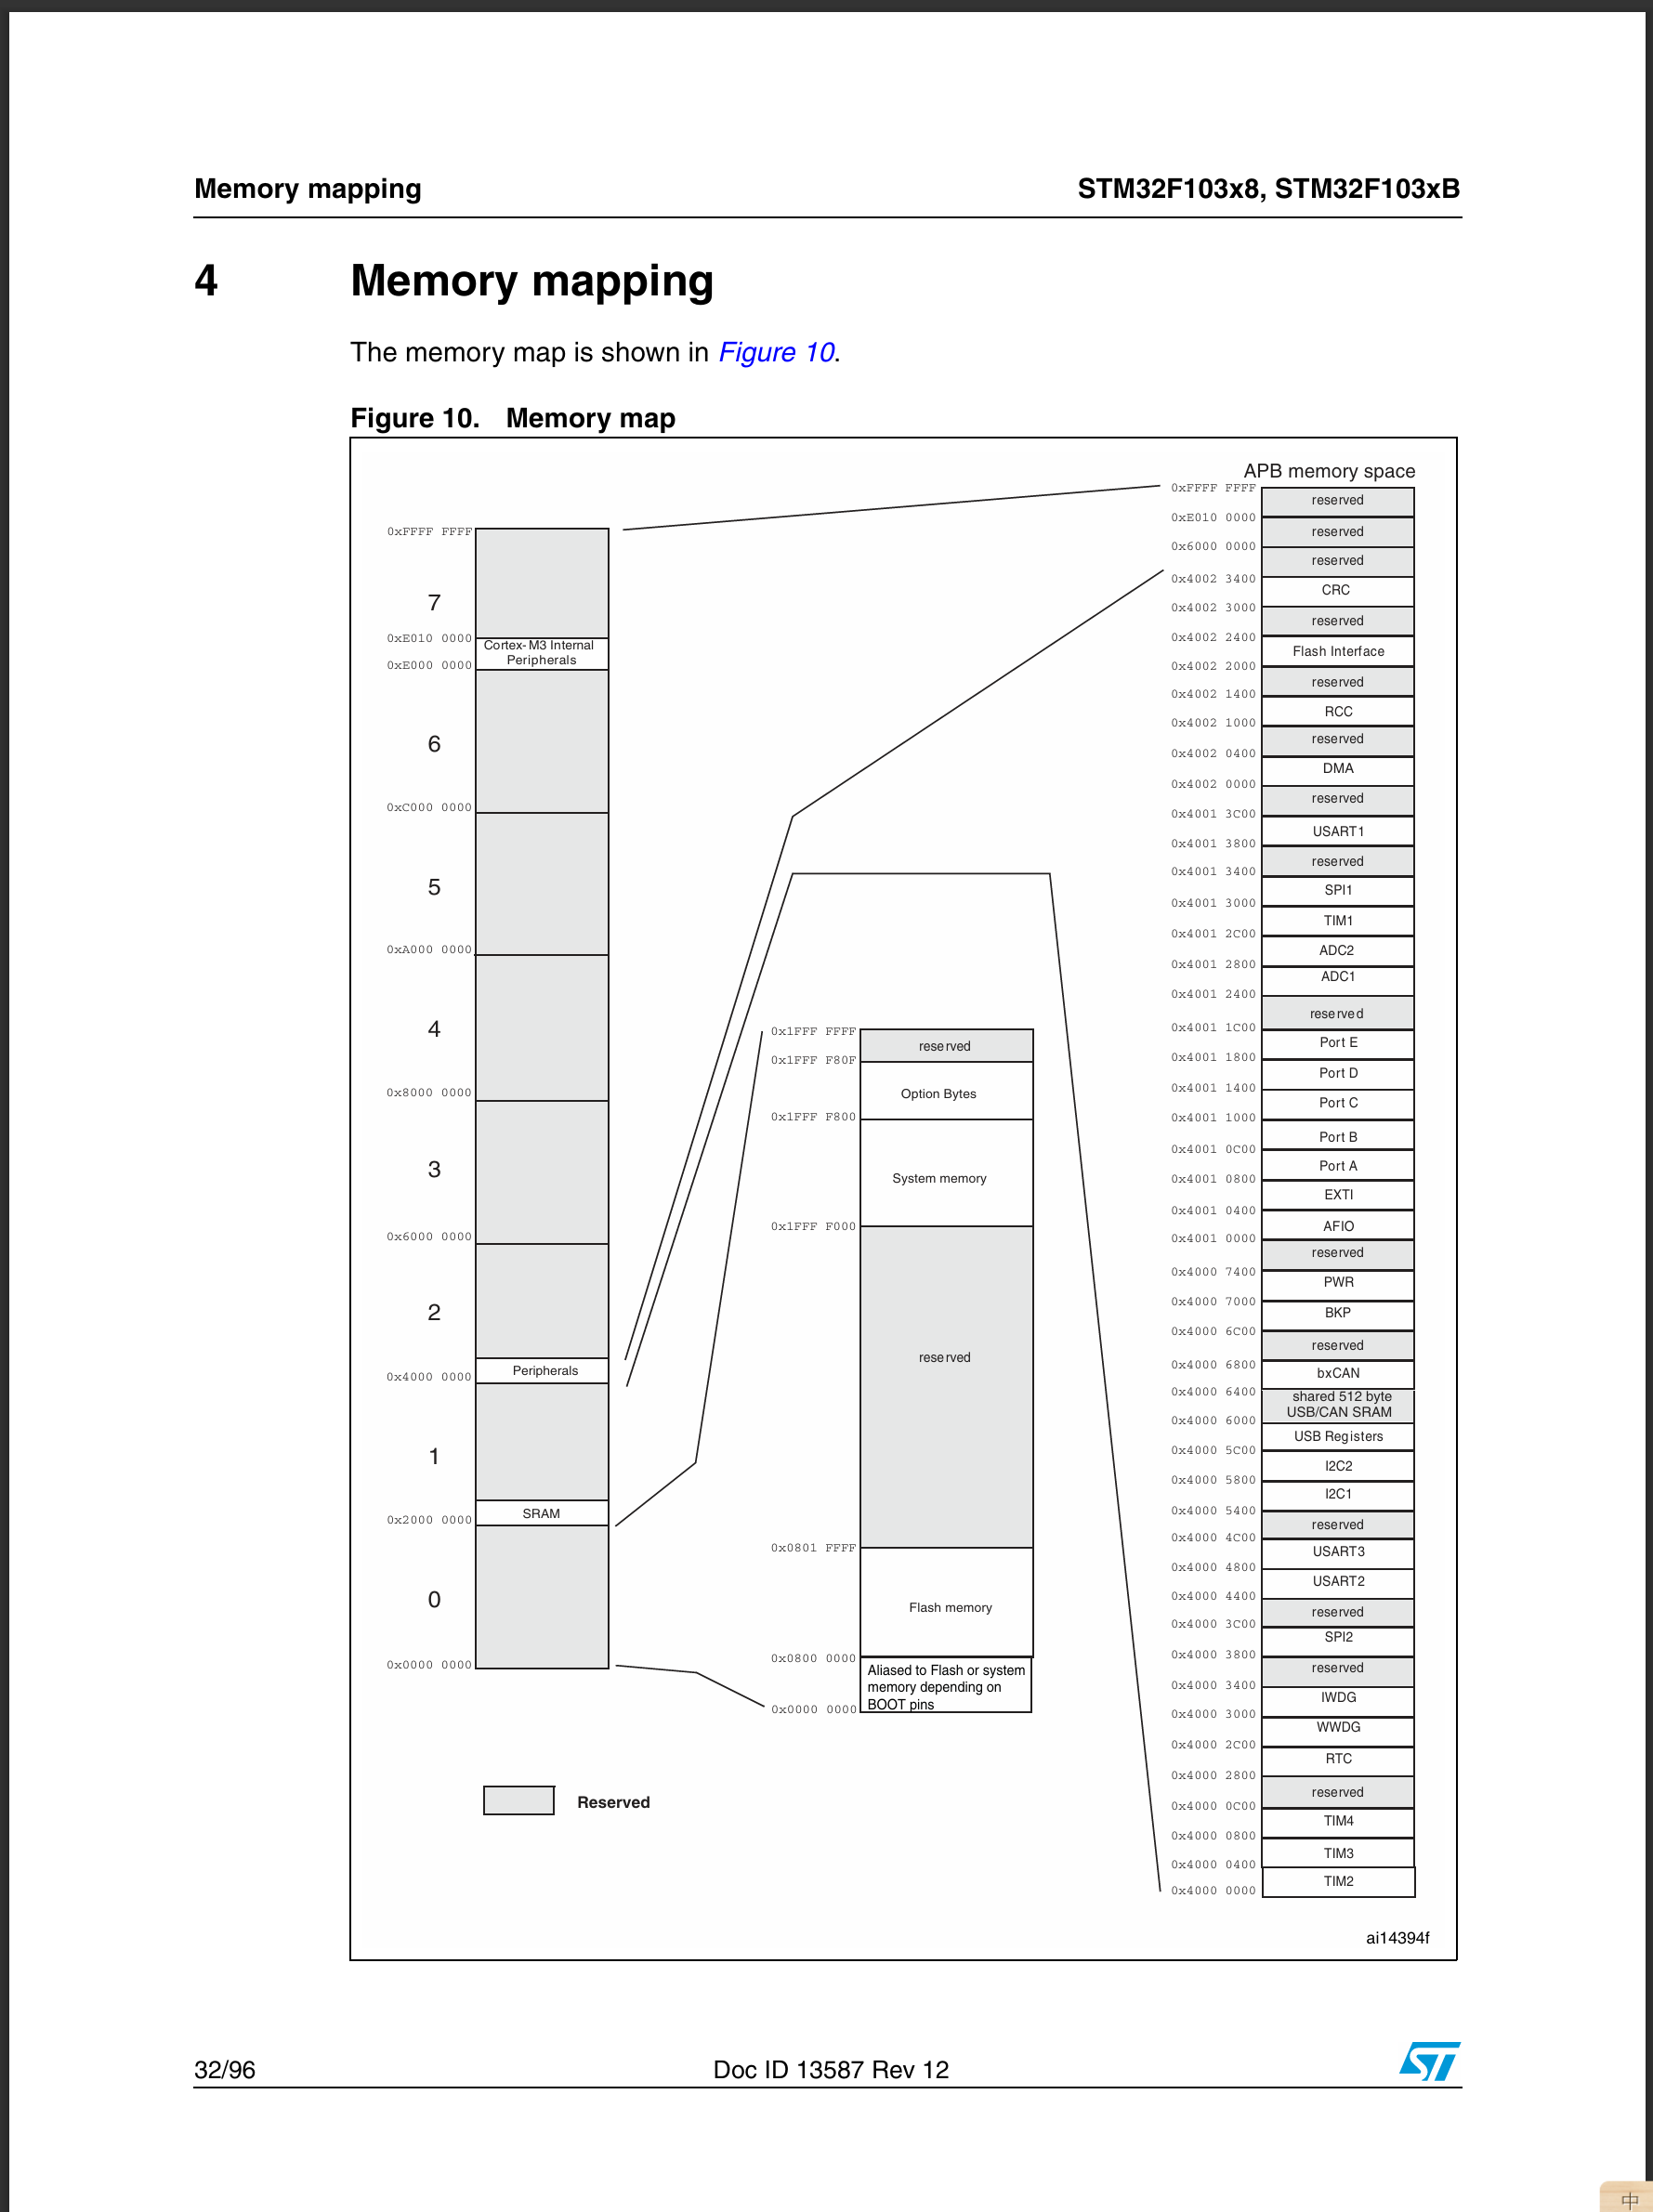 Memory mapping
STM32F103x8, STM32F103xB
4 Memory mapping
The memory map is shown in Figure 10.
Figure 10. Memory map
0xFFFF FFFF
7
0xE010 0000
Cortex-M3 Internal
Peripherals
0xE000 0000
6
0xC000 0000
5
0xA000 0000
4
0x8000 0000
3
0x6000 0000
2
Peripherals
0x4000 0000
1
SRAM
0x2000 0000
0
0x0000 0000
Reserved
0x1FFF FFFF
reserved
0x1FFF F80F
Option Bytes
0x1FFF F800
System memory
0x1FFF F000
reserved
0x0801 FFFF
Flash memory
0x0800 0000
Aliased to Flash or system
memory depending on
BOOT pins
0x0000 0000
APB memory space
0xFFFF FFFF
reserved
0xE010 0000
reserved
0x6000 0000
reserved
0x4002 3400
CRC
0x4002 3000
reserved
0x4002 2400
Flash Interface
0x4002 2000
reserved
0x4002 1400
RCC
0x4002 1000
reserved
0x4002 0400
DMA
0x4002 0000
reserved
0x4001 3C00
USART1
0x4001 3800
reserved
0x4001 3400
SPI1
0x4001 3000
TIM1
0x4001 2C00
ADC2
0x4001 2800
ADC1
0x4001 2400
reserved
0x4001 1C00
Port E
0x4001 1800
Port D
0x4001 1400
Port C
0x4001 1000
Port B
0x4001 0C00
Port A
0x4001 0800
EXTI
0x4001 0400
AFIO
0x4001 0000
reserved
0x4000 7400
PWR
0x4000 7000
BKP
0x4000 6C00
reserved
0x4000 6800
bxCAN
0x4000 6400
shared 512 byte
USB/CAN SRAM
0x4000 6000
USB Registers
0x4000 5C00
I2C2
0x4000 5800
I2C1
0x4000 5400
reserved
0x4000 4C00
USART3
0x4000 4800
USART2
0x4000 4400
reserved
0x4000 3C00
SPI2
0x4000 3800
reserved
0x4000 3400
IWDG
0x4000 3000
WWDG
0x4000 2C00
RTC
0x4000 2800
reserved
0x4000 0C00
TIM4
0x4000 0800
TIM3
0x4000 0400
TIM2
0x4000 0000
ai14394f
32/96
Doc ID 13587 Rev 12
ST
中